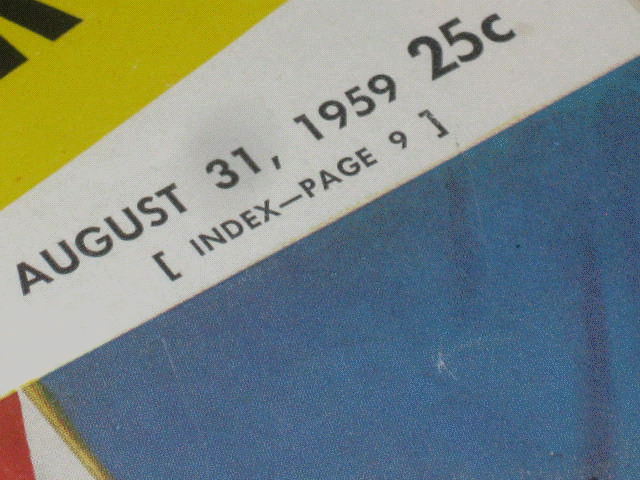 AUGUST 31, 1959 25c
[ INDEX—PAGE 9 ]